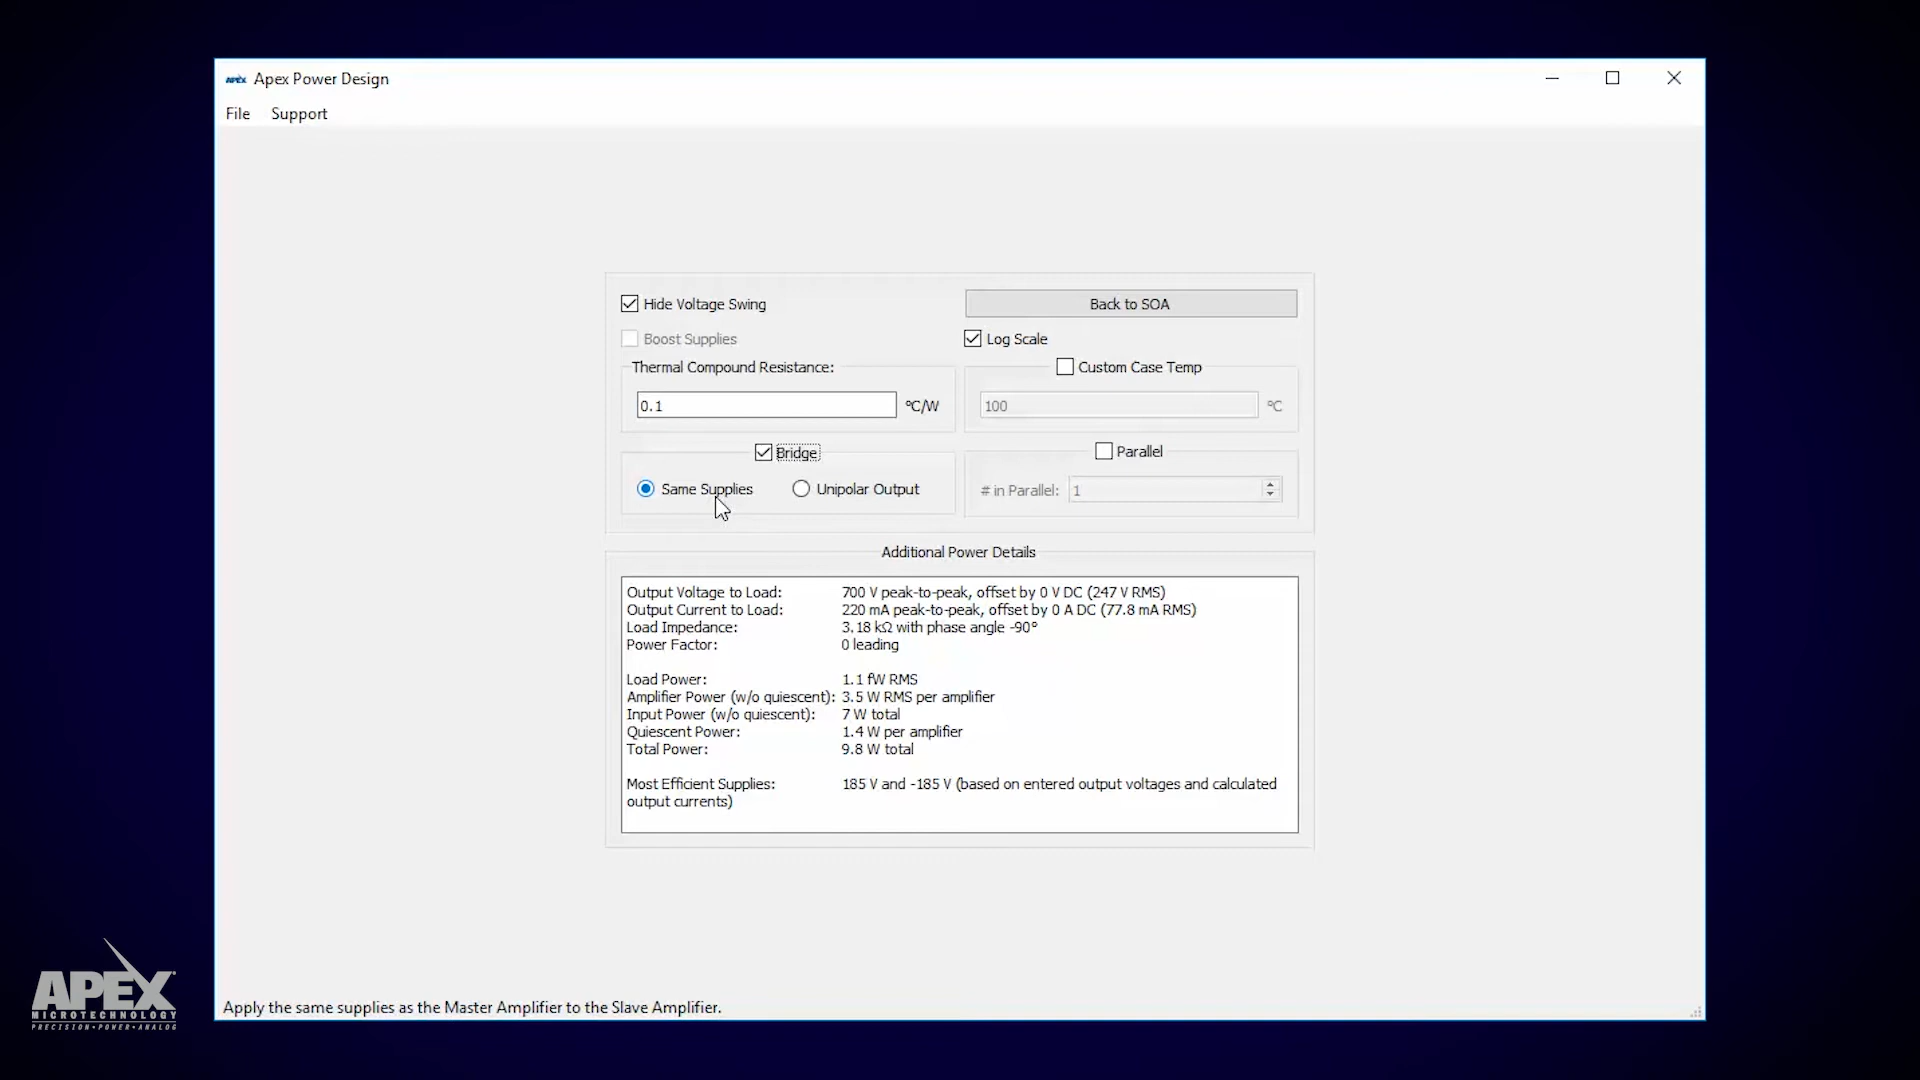 APEX Apex Power Design
File Support
Hide Voltage Swing
Back to SOA
Boost Supplies
Log Scale
Thermal Compound Resistance:
Custom Case Temp
0.1 ºC/W
100 ºC
Bridge
Parallel
Same Supplies Unipolar Output
# in Parallel: 1
Additional Power Details
Output Voltage to Load: 700 V peak-to-peak, offset by 0 V DC (247 V RMS)
Output Current to Load: 220 mA peak-to-peak, offset by 0 A DC (77.8 mA RMS)
Load Impedance: 3.18 kΩ with phase angle -90°
Power Factor: 0 leading
Load Power: 1.1 fW RMS
Amplifier Power (w/o quiescent): 3.5 W RMS per amplifier
Input Power (w/o quiescent): 7 W total
Quiescent Power: 1.4 W per amplifier
Total Power: 9.8 W total
Most Efficient Supplies: 185 V and -185 V (based on entered output voltages and calculated
output currents)
Apply the same supplies as the Master Amplifier to the Slave Amplifier.
APEX
MICROTECHNOLOGY
PRECISION•POWER•ANALOG